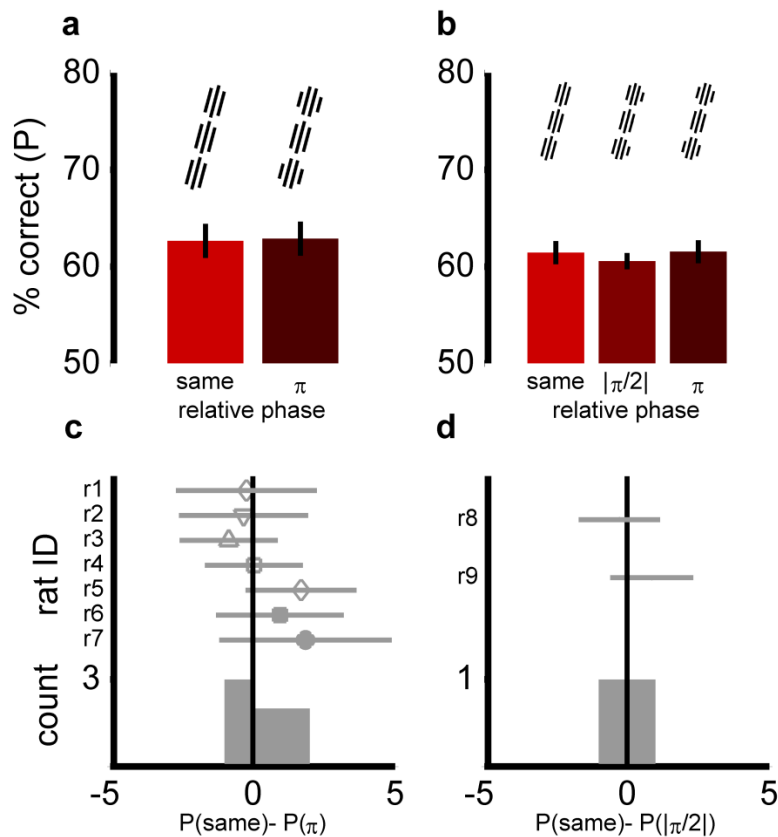 a
b
80
70
60
50
% correct (P)
same
π
relative phase
80
70
60
50
same
|π/2|
π
relative phase
c
d
r1
r2
r3
r4
r5
r6
r7
rat ID
3
count
-5
0
5
P(same)- P(π)
r8
r9
1
-5
0
5
P(same)- P(|π/2|)